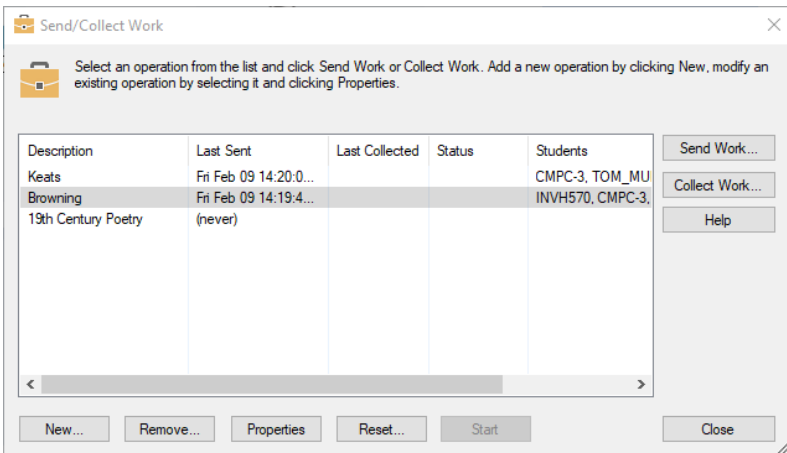 Send/Collect Work
Select an operation from the list and click Send Work or Collect Work. Add a new operation by clicking New, modify an
existing operation by selecting it and clicking Properties.
Description Last Sent Last Collected Status Students
Keats Fri Feb 09 14:20:0... CMPC-3, TOM_MU
Browning Fri Feb 09 14:19:4... INVH570, CMPC-3,
19th Century Poetry (never)
Send Work...
Collect Work...
Help
New... Remove... Properties Reset... Start Close